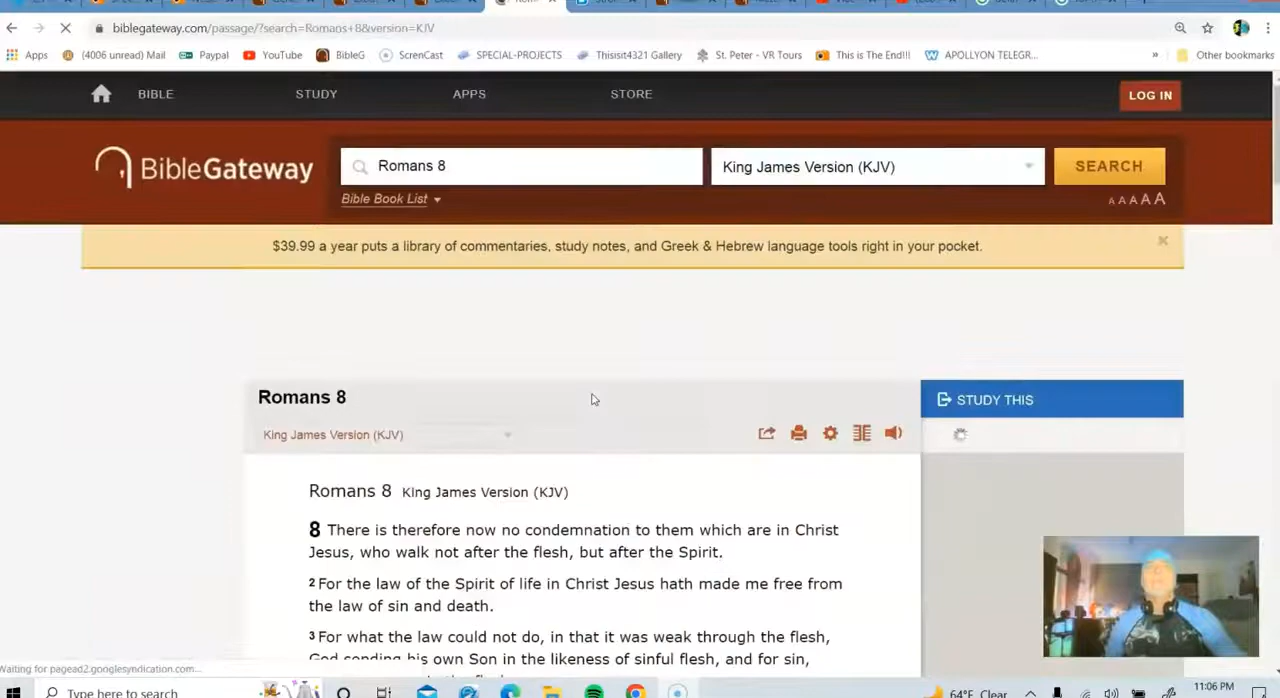 biblegateway.com/passage/?search=Romans+8&version=KJV
Apps (4006 unread) Mail Paypal YouTube BibleG ScrenCast SPECIAL-PROJECTS Thissit4321 Gallery St. Peter - VR Tours This is The End!!! APOLLYON TELEGR... » Other bookmarks
BIBLE STUDY APPS STORE LOG IN
BibleGateway Romans 8 King James Version (KJV) SEARCH
Bible Book List A A A A A
$39.99 a year puts a library of commentaries, study notes, and Greek & Hebrew language tools right in your pocket. ×
Romans 8 STUDY THIS
King James Version (KJV)
Romans 8 King James Version (KJV)
8 There is therefore now no condemnation to them which are in Christ
Jesus, who walk not after the flesh, but after the Spirit.
2 For the law of the Spirit of life in Christ Jesus hath made me free from
the law of sin and death.
3 For what the law could not do, in that it was weak through the flesh,
God sending his own Son in the likeness of sinful flesh, and for sin,
Waiting for pagead2.googlesyndication.com...
Type here to search 64°F Clear 11:06 PM